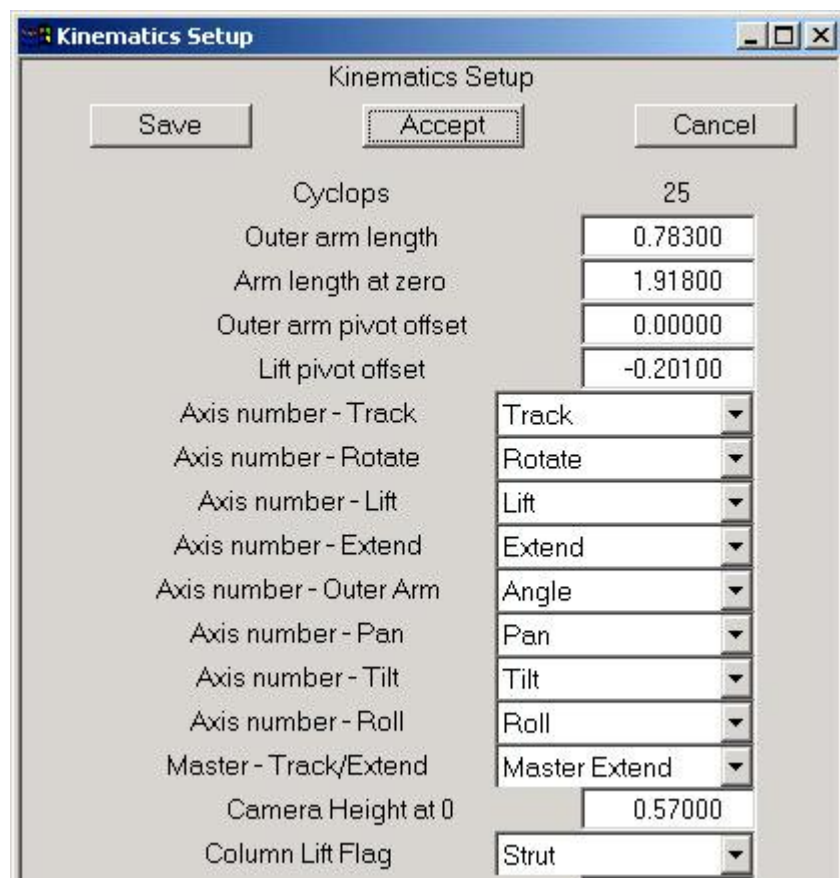 Kinematics Setup
Kinematics Setup
Save Accept Cancel
Cyclops 25
Outer arm length 0.78300
Arm length at zero 1.91800
Outer arm pivot offset 0.00000
Lift pivot offset -0.20100
Axis number - Track Track
Axis number - Rotate Rotate
Axis number - Lift Lift
Axis number - Extend Extend
Axis number - Outer Arm Angle
Axis number - Pan Pan
Axis number - Tilt Tilt
Axis number - Roll Roll
Master - Track/Extend Master Extend
Camera Height at 0 0.57000
Column Lift Flag Strut